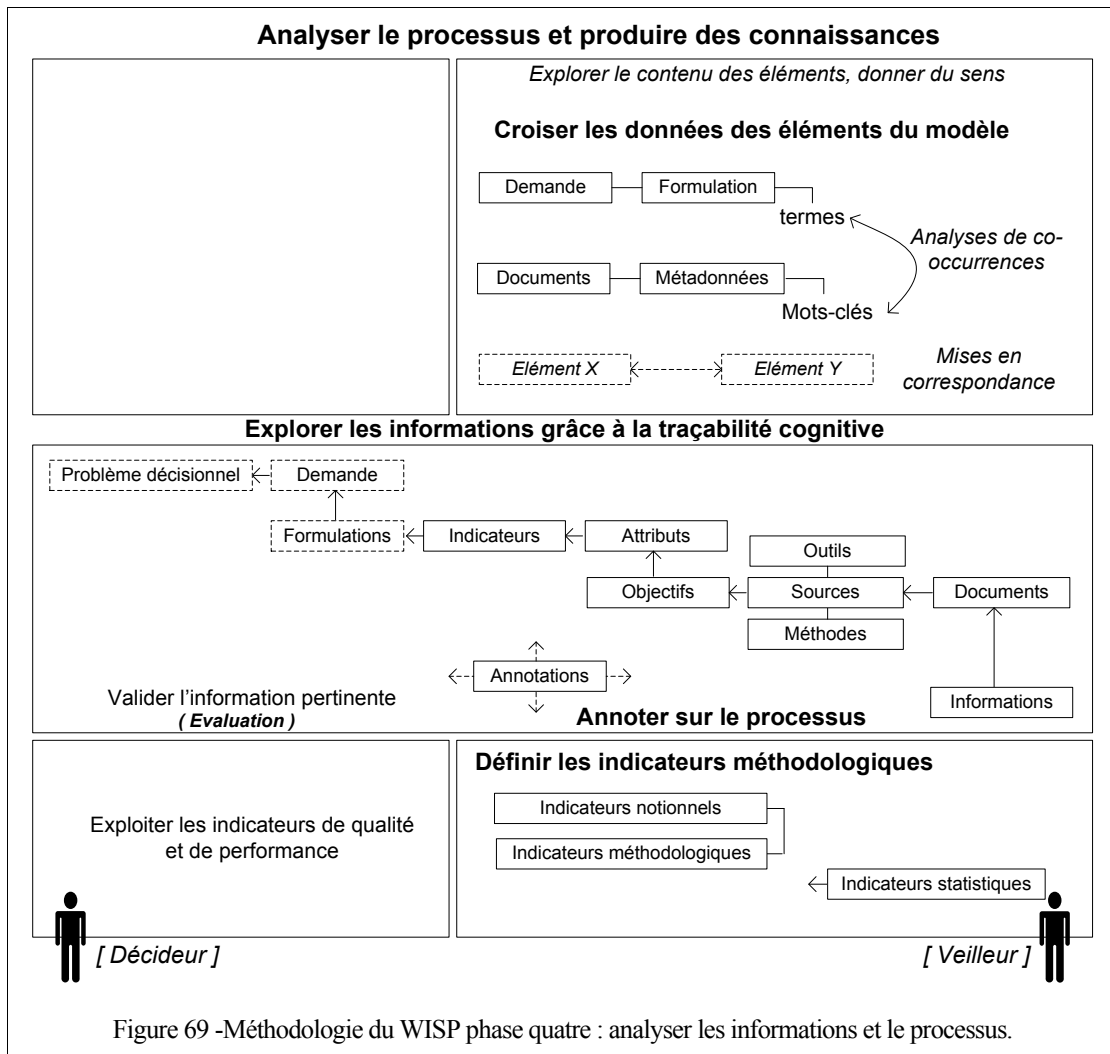 Analyser le processus et produire des connaissances
Explorer le contenu des éléments, donner du sens
Croiser les données des éléments du modèle
Demande
Formulation
termes
Analyses de co-
occurrences
Documents
Métadonnées
Mots-clés
Elément X
Elément Y
Mises en
correspondance
Explorer les informations grâce à la traçabilité cognitive
Problème décisionnel
Demande
Formulations
Indicateurs
Attributs
Outils
Objectifs
Sources
Documents
Méthodes
Annotations
Informations
Valider l’information pertinente
( Evaluation )
Annoter sur le processus
Définir les indicateurs méthodologiques
Indicateurs notionnels
Exploiter les indicateurs de qualité
et de performance
Indicateurs méthodologiques
Indicateurs statistiques
[ Décideur ]
[ Veilleur ]
Figure 69 -Méthodologie du WISP phase quatre : analyser les informations et le processus.